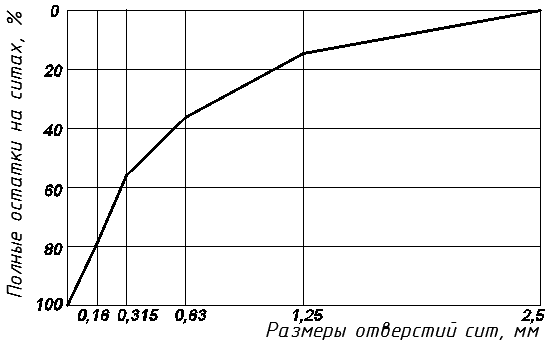 Полные остатки на ситах, %
0
20
40
60
80
100
0,16 0,315 0,63 1,25 2,5
Размеры отверстий сит, мм